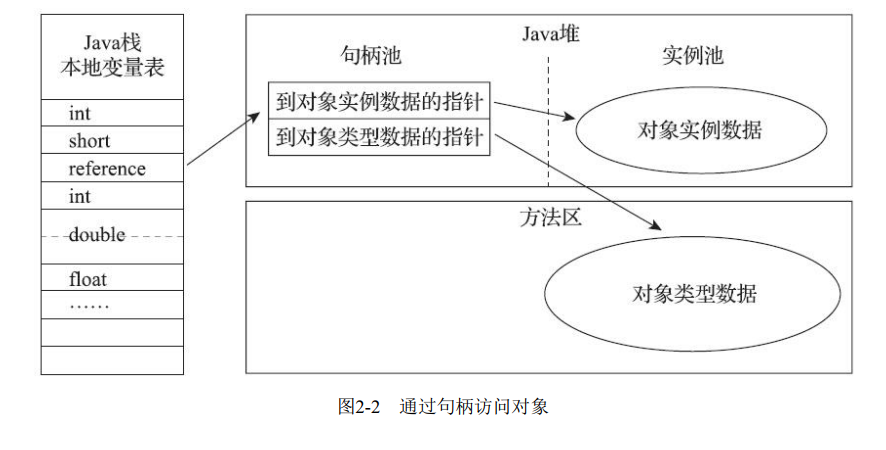 Java栈
本地变量表
int
short
reference
int
double
float
……
Java堆
句柄池
实例池
到对象实例数据的指针
到对象类型数据的指针
对象实例数据
方法区
对象类型数据
图2-2 通过句柄访问对象